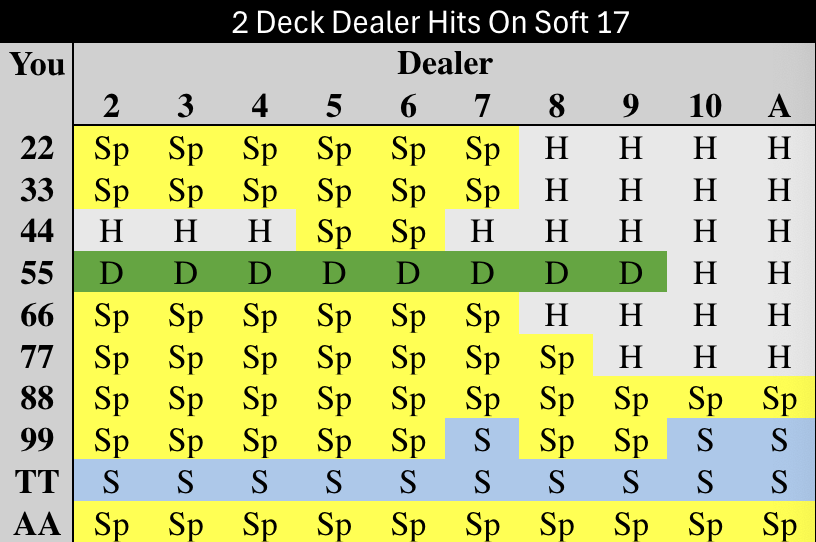 2 Deck Dealer Hits On Soft 17
You Dealer
2 3 4 5 6 7 8 9 10 A
22 Sp Sp Sp Sp Sp Sp H H H H
33 Sp Sp Sp Sp Sp Sp H H H H
44 H H H Sp Sp H H H H H
55 D D D D D D D D H H
66 Sp Sp Sp Sp Sp Sp H H H H
77 Sp Sp Sp Sp Sp Sp Sp H H H
88 Sp Sp Sp Sp Sp Sp Sp Sp Sp Sp
99 Sp Sp Sp Sp Sp S Sp Sp S S
TT S S S S S S S S S S
AA Sp Sp Sp Sp Sp Sp Sp Sp Sp Sp